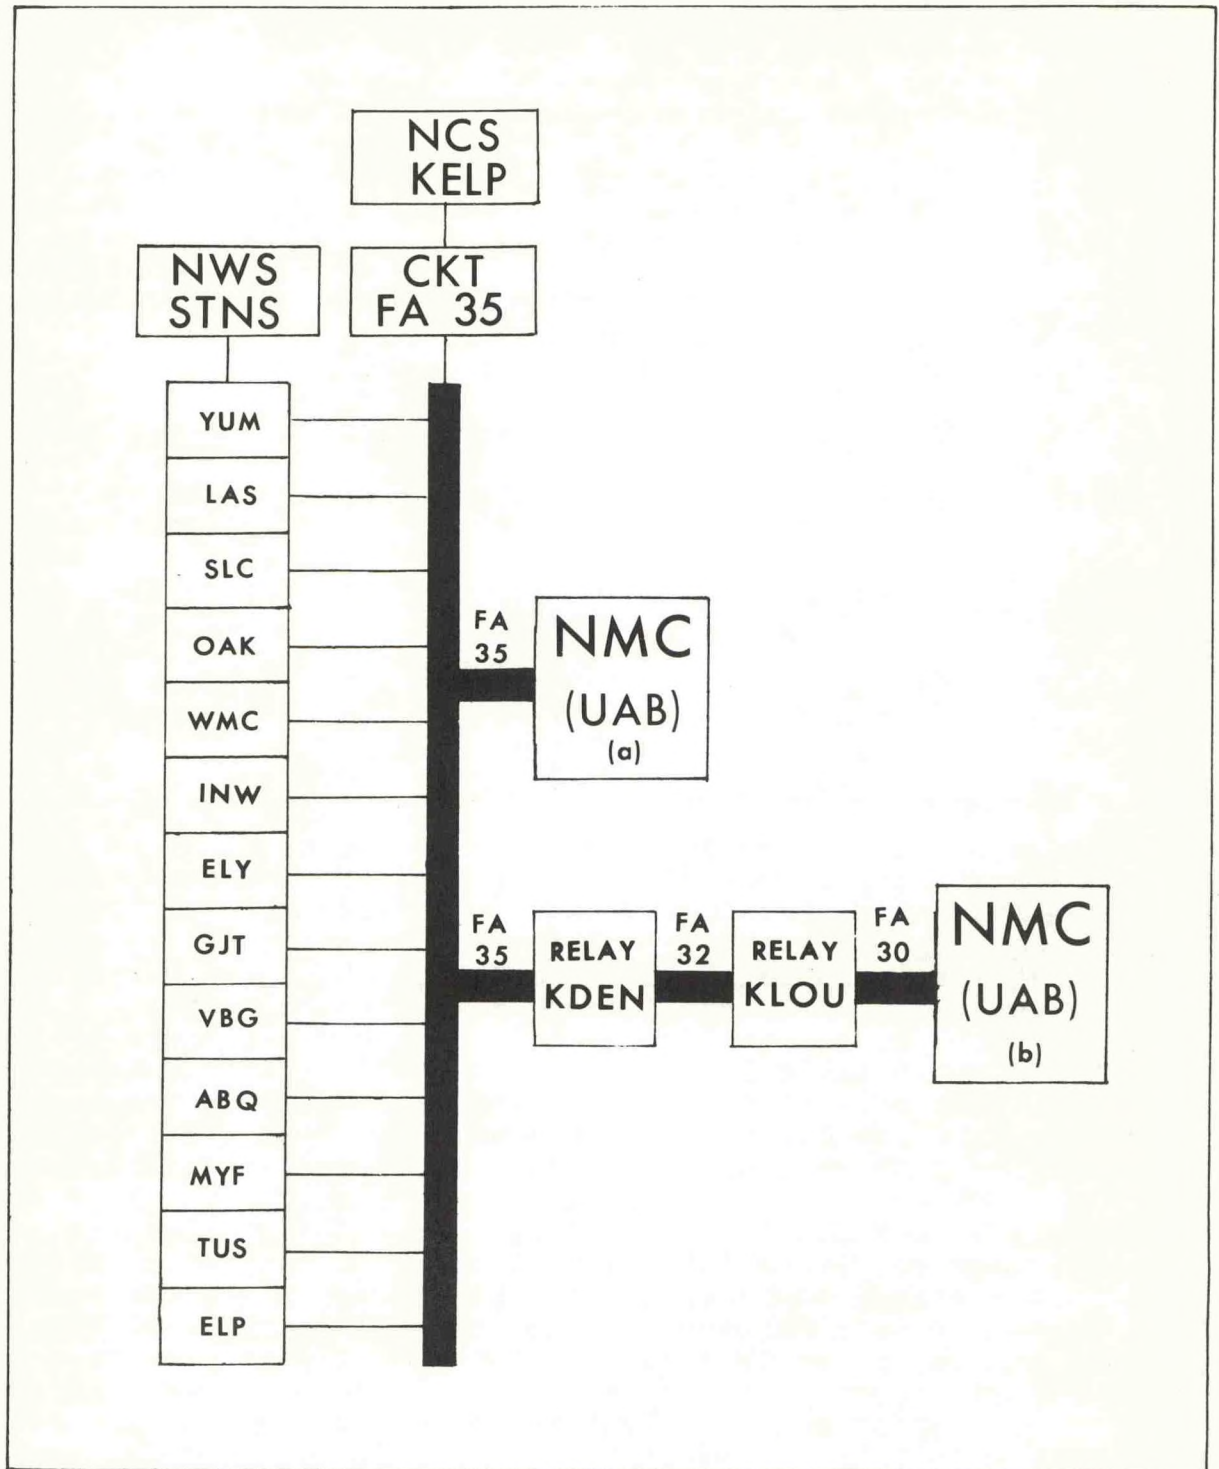 NCS
KELP
NWS
STNS
CKT
FA 35
YUM
LAS
SLC
OAK
WMC
INW
ELY
GJT
VBG
ABQ
MYF
TUS
ELP
FA
35
NMC
(UAB)
(a)
FA
35
RELAY
KDEN
FA
32
RELAY
KLOU
FA
30
NMC
(UAB)
(b)